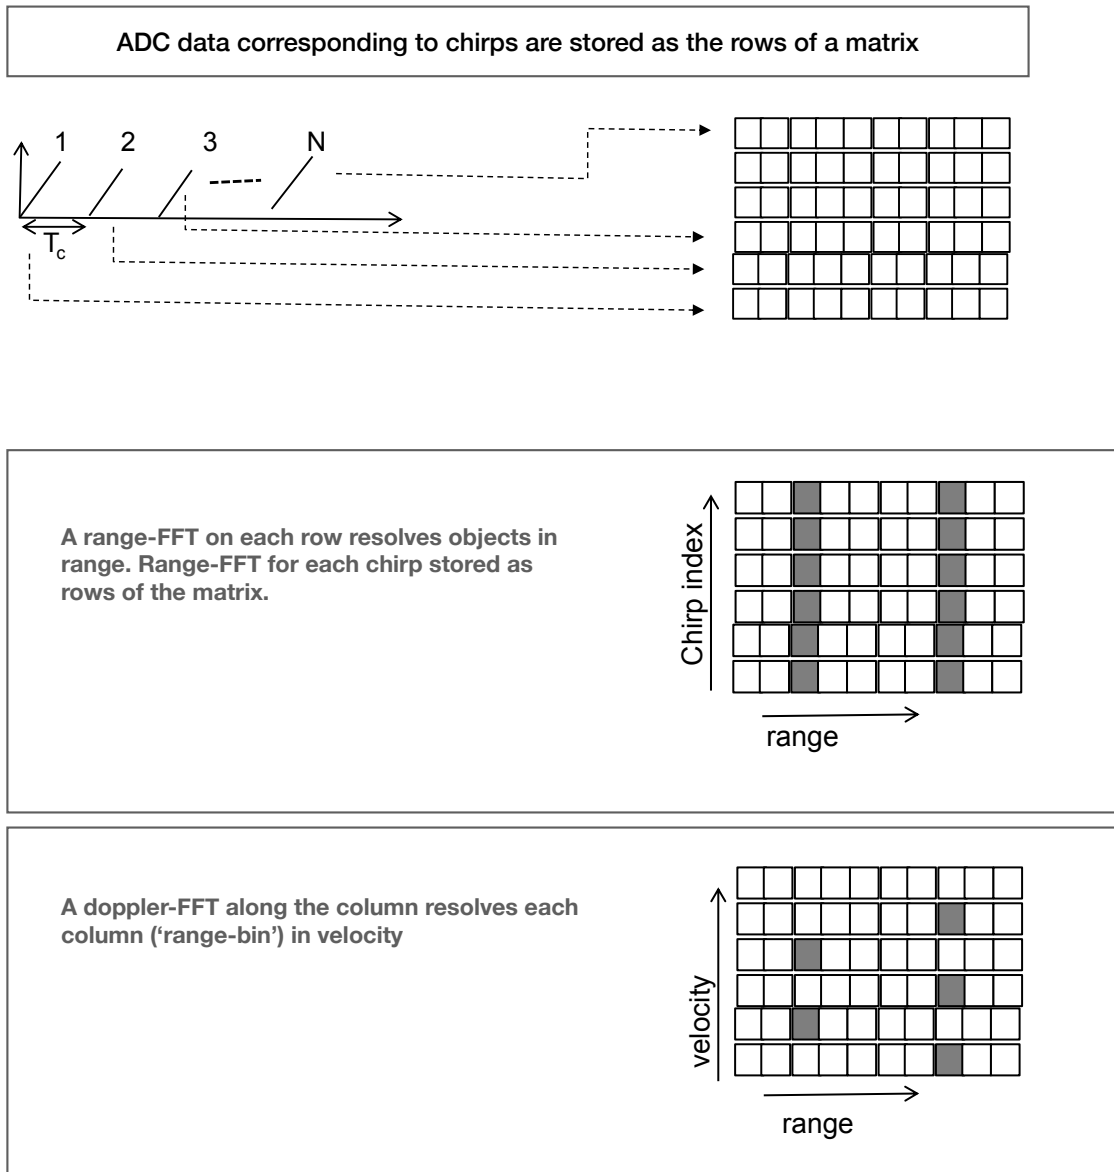 ADC data corresponding to chirps are stored as the rows of a matrix
1 2 3 N
T_c
A range-FFT on each row resolves objects in
range. Range-FFT for each chirp stored as
rows of the matrix.
Chirp index
range
A doppler-FFT along the column resolves each
column (‘range-bin’) in velocity
velocity
range